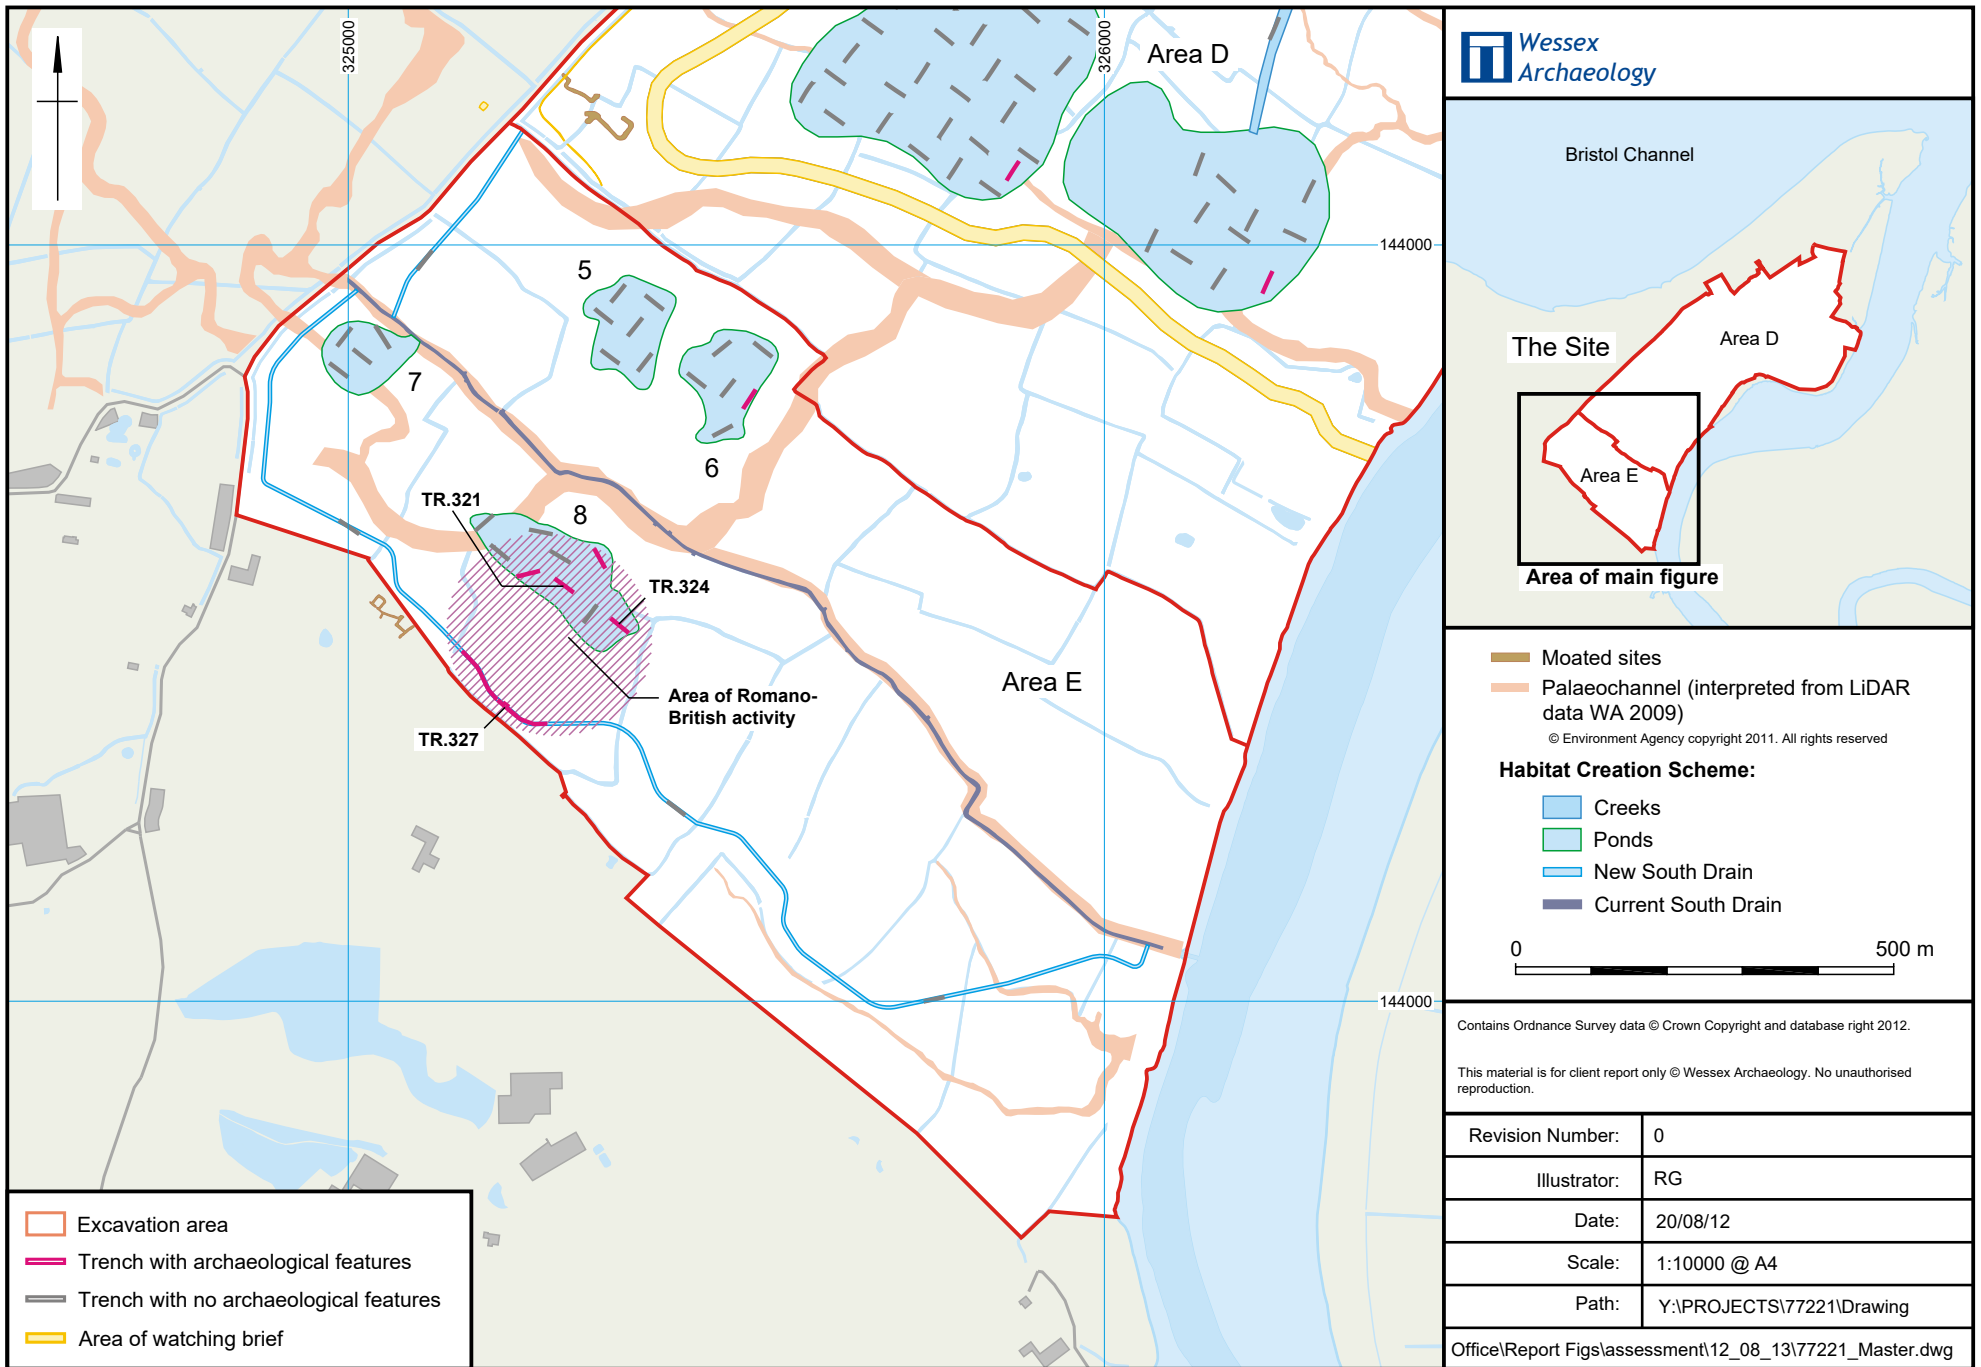 325000
326000
Area D
144000
5
7
6
TR.321
8
TR.324
Area E
Area of Romano-
British activity
TR.327
144000
Excavation area
Trench with archaeological features
Trench with no archaeological features
Area of watching brief
Wessex
Archaeology
Bristol Channel
The Site
Area D
Area E
Area of main figure
Moated sites
Palaeochannel (interpreted from LiDAR
data WA 2009)
© Environment Agency copyright 2011. All rights reserved
Habitat Creation Scheme:
Creeks
Ponds
New South Drain
Current South Drain
0 500 m
Contains Ordnance Survey data © Crown Copyright and database right 2012.
This material is for client report only © Wessex Archaeology. No unauthorised
reproduction.
Revision Number: 0
Illustrator: RG
Date: 20/08/12
Scale: 1:10000 @ A4
Path: Y:\PROJECTS\77221\Drawing
Office\Report Figs\assessment\12_08_13\77221_Master.dwg